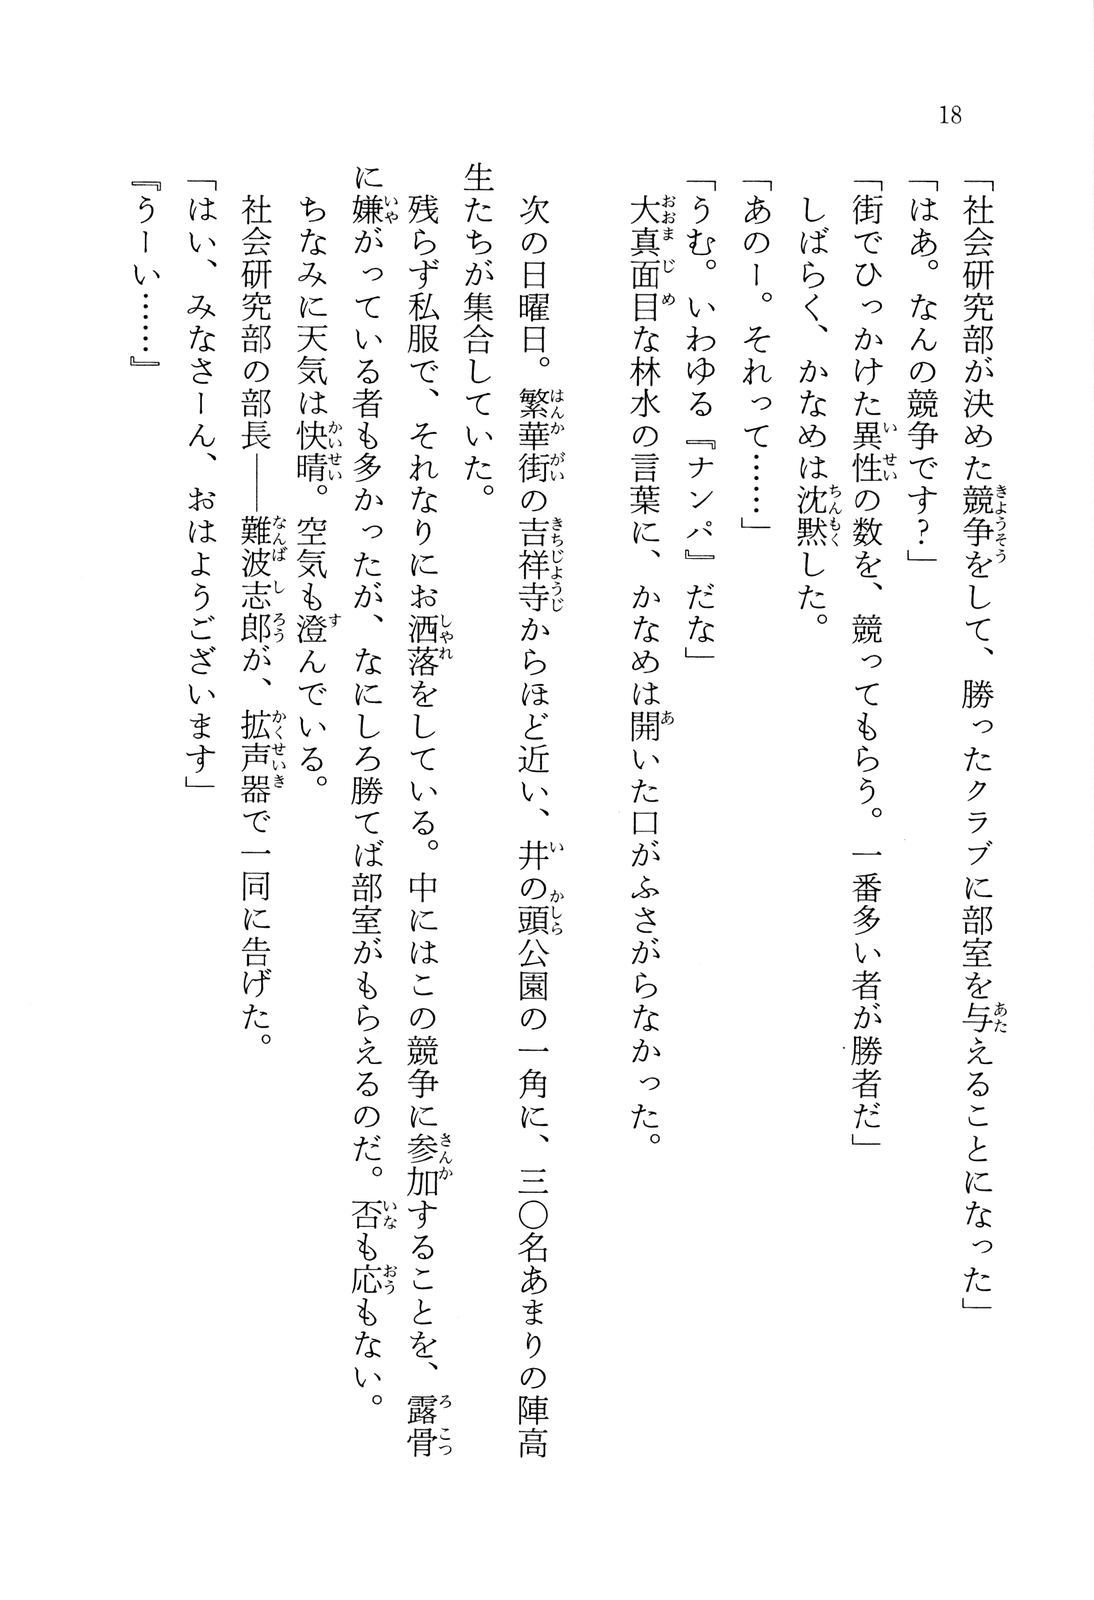 18
「社会研究部が決めた競争をして、勝ったクラブに部室を与えることになった」
「はあ。なんの競争です?」
「街でひっかけた異性の数を、競ってもらう。一番多い者が勝者だ」
しばらく、かなめは沈黙した。
「あのー。それって……」
「うむ。いわゆる『ナンパ』だな」
大真面目な林水の言葉に、かなめは開いた口がふさがらなかった。
次の日曜日。繁華街の吉祥寺からほど近い、井の頭公園の一角に、三〇名あまりの陣高
生たちが集合していた。
残らず私服で、それなりにお洒落をしている。中にはこの競争に参加することを、露骨
に嫌がっている者も多かったが、なにしろ勝てば部室がもらえるのだ。否も応もない。
ちなみに天気は快晴。空気も澄んでいる。
社会研究部の部長――難波志郎が、拡声器で一同に告げた。
「はい、みなさーん、おはようございます」
『うーい……』